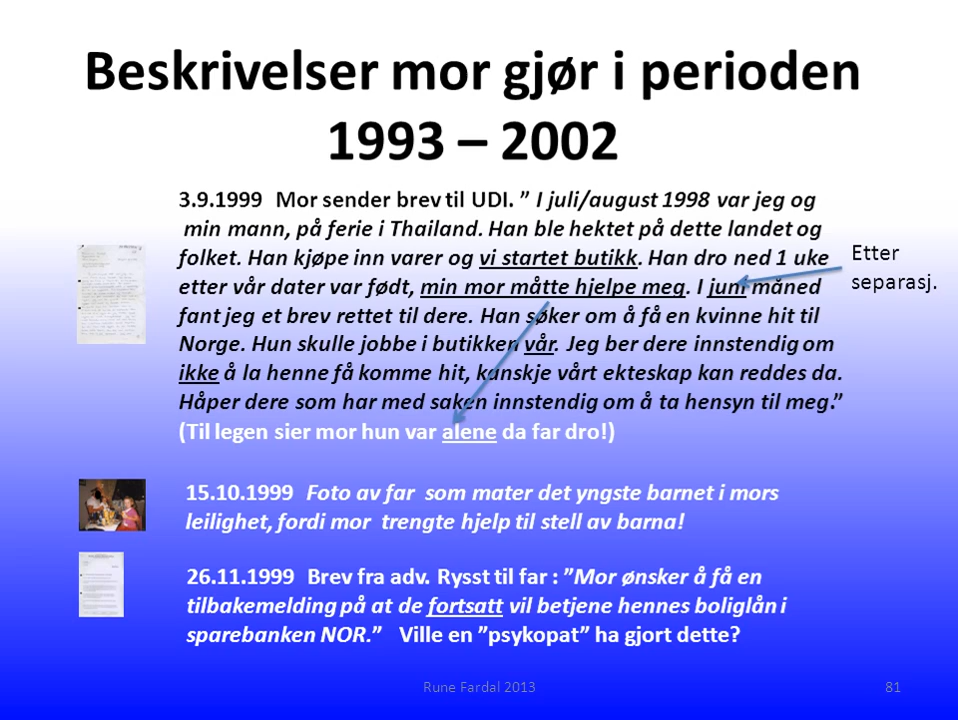 Beskrivelser mor gjør i perioden
1993 – 2002
3.9.1999 Mor sender brev til UDI. ” I juli/august 1998 var jeg og
min mann, på ferie i Thailand. Han ble hektet på dette landet og
folket. Han kjøpe inn varer og vi startet butikk. Han dro ned 1 uke
etter vår dater var født, min mor måtte hjelpe meg. I juni måned
fant jeg et brev rettet til dere. Han søker om å få en kvinne hit til
Norge. Hun skulle jobbe i butikken vår. Jeg ber dere innstendig om
ikke å la henne få komme hit, kanskje vårt ekteskap kan reddes da.
Håper dere som har med saken innstendig om å ta hensyn til meg.”
(Til legen sier mor hun var alene da far dro!)
Etter
separasj.
15.10.1999 Foto av far som mater det yngste barnet i mors
leilighet, fordi mor trengte hjelp til stell av barna!
26.11.1999 Brev fra adv. Rysst til far : ”Mor ønsker å få en
tilbakemelding på at de fortsatt vil betjene hennes boliglån i
sparebanken NOR.” Ville en ”psykopat” ha gjort dette?
Rune Fardal 2013
81